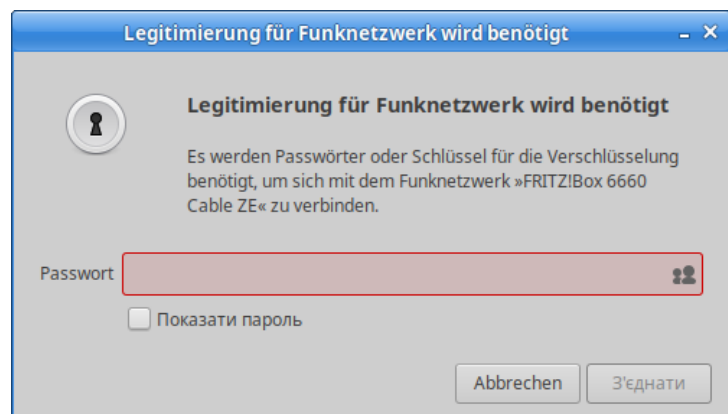 Legitimierung für Funknetzwerk wird benötigt
Legitimierung für Funknetzwerk wird benötigt
Es werden Passwörter oder Schlüssel für die Verschlüsselung
benötigt, um sich mit dem Funknetzwerk »FRITZ!Box 6660
Cable ZE« zu verbinden.
Passwort
Показати пароль
Abbrechen
З'єднати